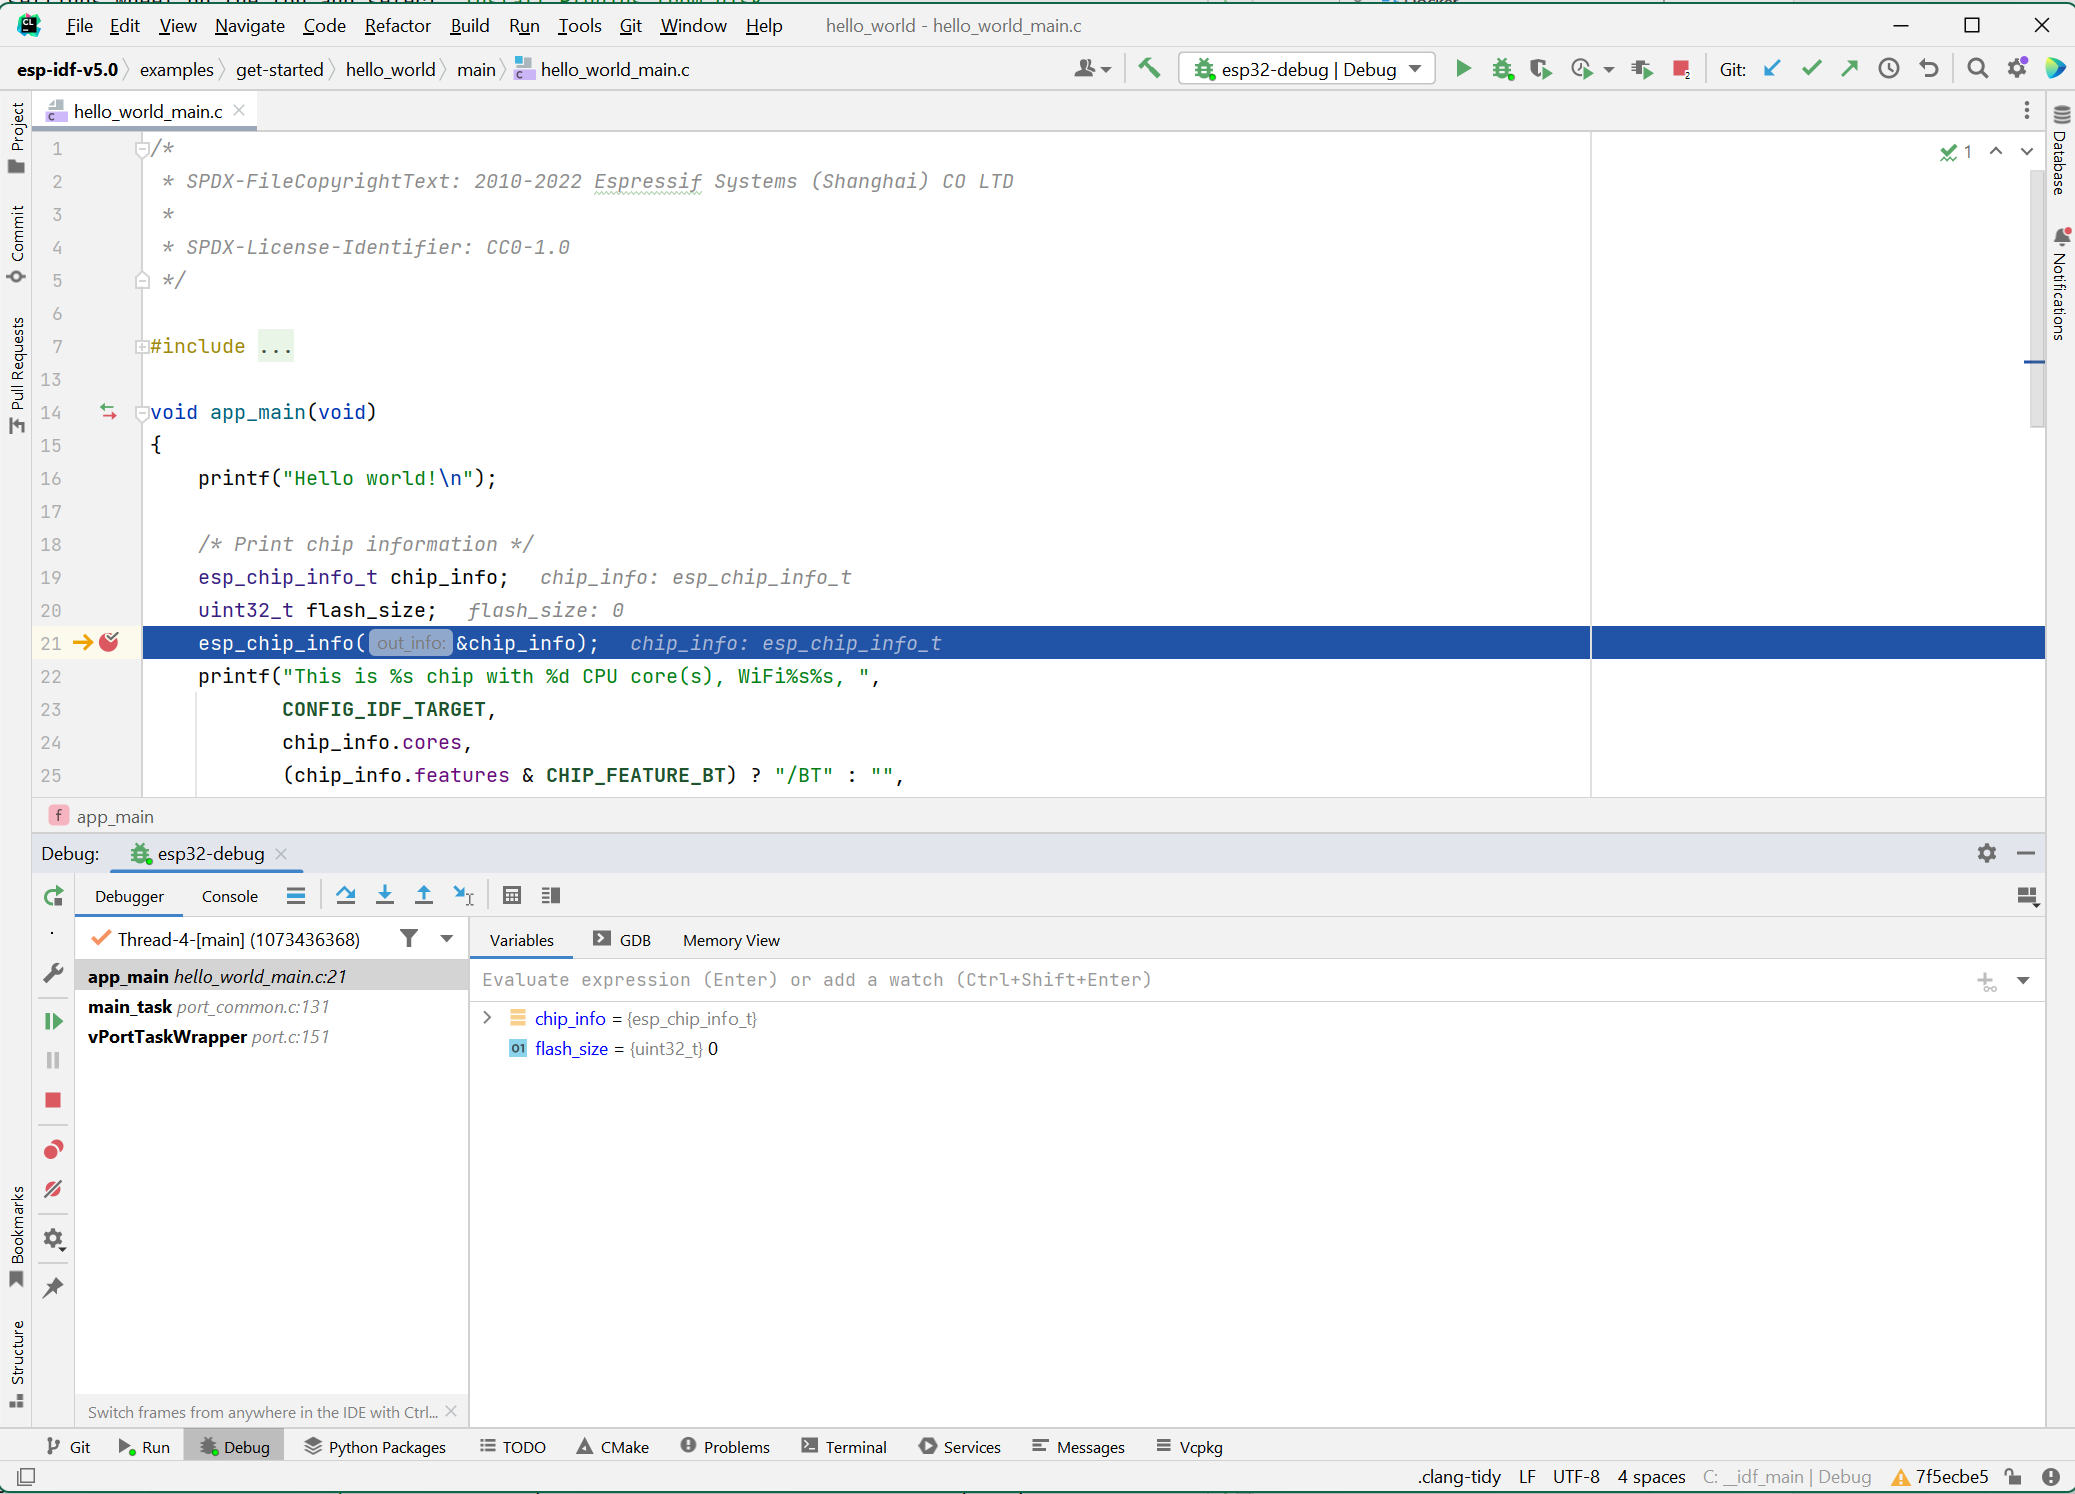 File Edit View Navigate Code Refactor Build Run Tools Git Window Help hello_world - hello_world_main.c
esp-idf-v5.0 examples get-started hello_world main hello_world_main.c esp32-debug | Debug Git:
hello_world_main.c
1 /*
2 * SPDX-FileCopyrightText: 2010-2022 Espressif Systems (Shanghai) CO LTD
3 *
4 * SPDX-License-Identifier: CC0-1.0
5 */
6
7 #include ...
13
14 void app_main(void)
15 {
16 printf("Hello world!\n");
17
18 /* Print chip information */
19 esp_chip_info_t chip_info; chip_info: esp_chip_info_t
20 uint32_t flash_size; flash_size: 0
21 esp_chip_info( out_info: &chip_info); chip_info: esp_chip_info_t
22 printf("This is %s chip with %d CPU core(s), WiFi%s%s, ",
23 CONFIG_IDF_TARGET,
24 chip_info.cores,
25 (chip_info.features & CHIP_FEATURE_BT) ? "/BT" : "",
1
Project
Commit
Pull Requests
Bookmarks
Structure
Database
Notifications
f app_main
Debug: esp32-debug
Debugger Console
Thread-4-[main] (1073436368)
app_main hello_world_main.c:21
main_task port_common.c:131
vPortTaskWrapper port.c:151
Switch frames from anywhere in the IDE with Ctrl...
Variables GDB Memory View
Evaluate expression (Enter) or add a watch (Ctrl+Shift+Enter)
chip_info = {esp_chip_info_t}
01 flash_size = {uint32_t} 0
Git Run Debug Python Packages TODO CMake Problems Terminal Services Messages Vcpkg
.clang-tidy LF UTF-8 4 spaces C: __idf_main | Debug 7f5ecbe5